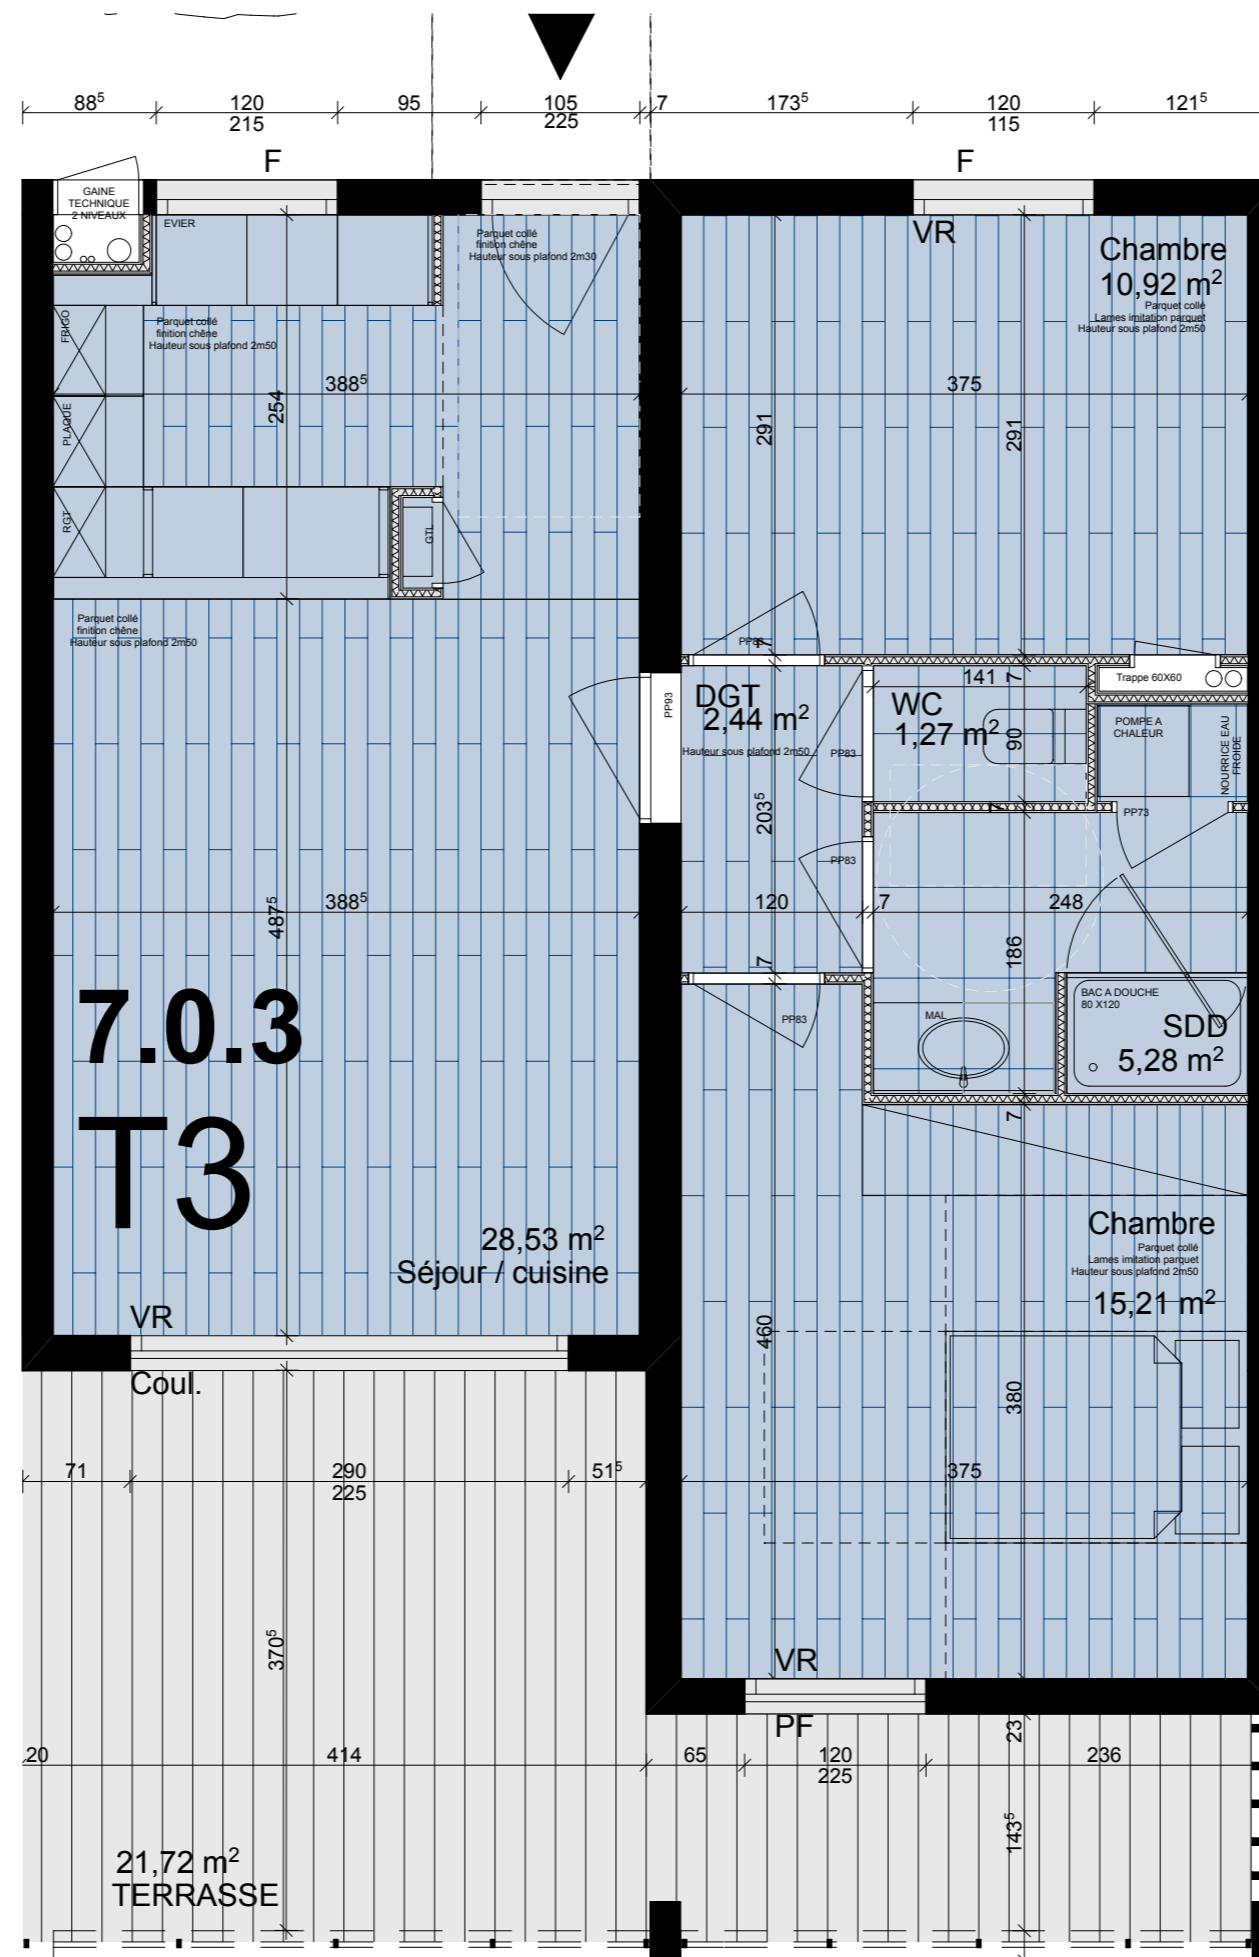 88⁵
120
215
95
105
225
7
173⁵
120
115
121⁵
F
F
GAINE
TECHNIQUE
2 NIVEAUX
EVIER
Parquet collé
finition chêne
Hauteur sous plafond 2m30
VR
Chambre
10,92 m²
Parquet collé
Lames imitation parquet
Hauteur sous plafond 2m50
FRIGO
Parquet collé
finition chêne
Hauteur sous plafond 2m50
388⁵
254
375
291
291
PLAQUE
RGT
GTL
Parquet collé
finition chêne
Hauteur sous plafond 2m50
PP83
7
PP93
DGT
2,44 m²
Hauteur sous plafond 2m50
141
7
WC
1,27 m²
90
Trappe 60X60
POMPE A
CHALEUR
NOURRICE EAU
FROIDE
PP83
203⁵
7
PP73
PP83
388⁵
487⁵
120
7
248
186
7
7.0.3
T3
PP83
MAL
BAC A DOUCHE
80 X120
SDD
5,28 m²
7
28,53 m²
Séjour / cuisine
Chambre
Parquet collé
Lames imitation parquet
Hauteur sous plafond 2m50
15,21 m²
VR
Coul.
460
380
71
290
225
51⁵
375
370⁵
VR
PF
23
20
414
65
120
225
236
143⁵
21,72 m²
TERRASSE